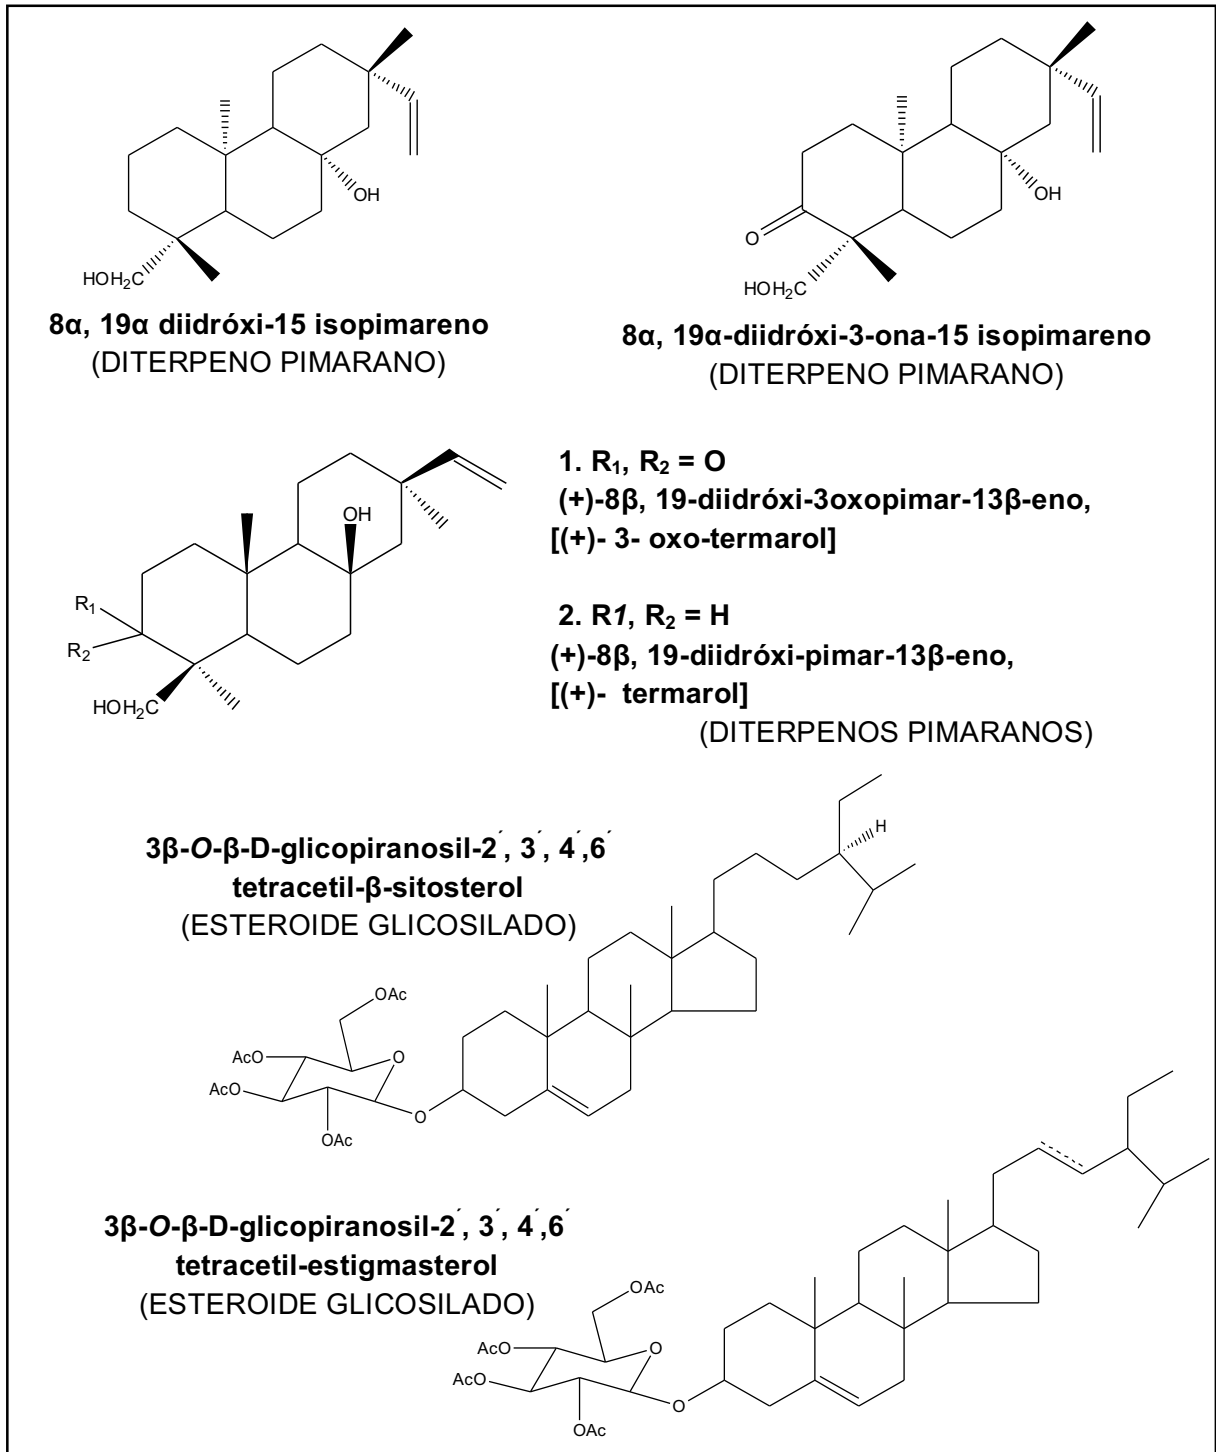 OH
HOH₂C
8α, 19α diidróxi-15 isopimareno
(DITERPENO PIMARANO)
OH
O
HOH₂C
8α, 19α-diidróxi-3-ona-15 isopimareno
(DITERPENO PIMARANO)
OH
R₁
R₂
HOH₂C
1. R₁, R₂ = O
(+)-8β, 19-diidróxi-3oxopimar-13β-eno,
[(+)- 3- oxo-termarol]
2. R1, R₂ = H
(+)-8β, 19-diidróxi-pimar-13β-eno,
[(+)- termarol]
(DITERPENOS PIMARANOS)
3β-O-β-D-glicopiranosil-2´, 3´, 4´,6´
tetracetil-β-sitosterol
(ESTEROIDE GLICOSILADO)
H
OAc
AcO
O
AcO
O
OAc
3β-O-β-D-glicopiranosil-2´, 3´, 4´,6´
tetracetil-estigmasterol
(ESTEROIDE GLICOSILADO)
OAc
AcO
O
AcO
O
OAc